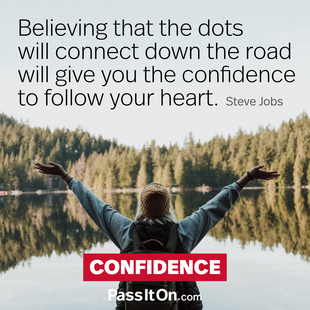 Believing that the dots
will connect down the road
will give you the confidence
to follow your heart. Steve Jobs
CONFIDENCE
PassItOn.com